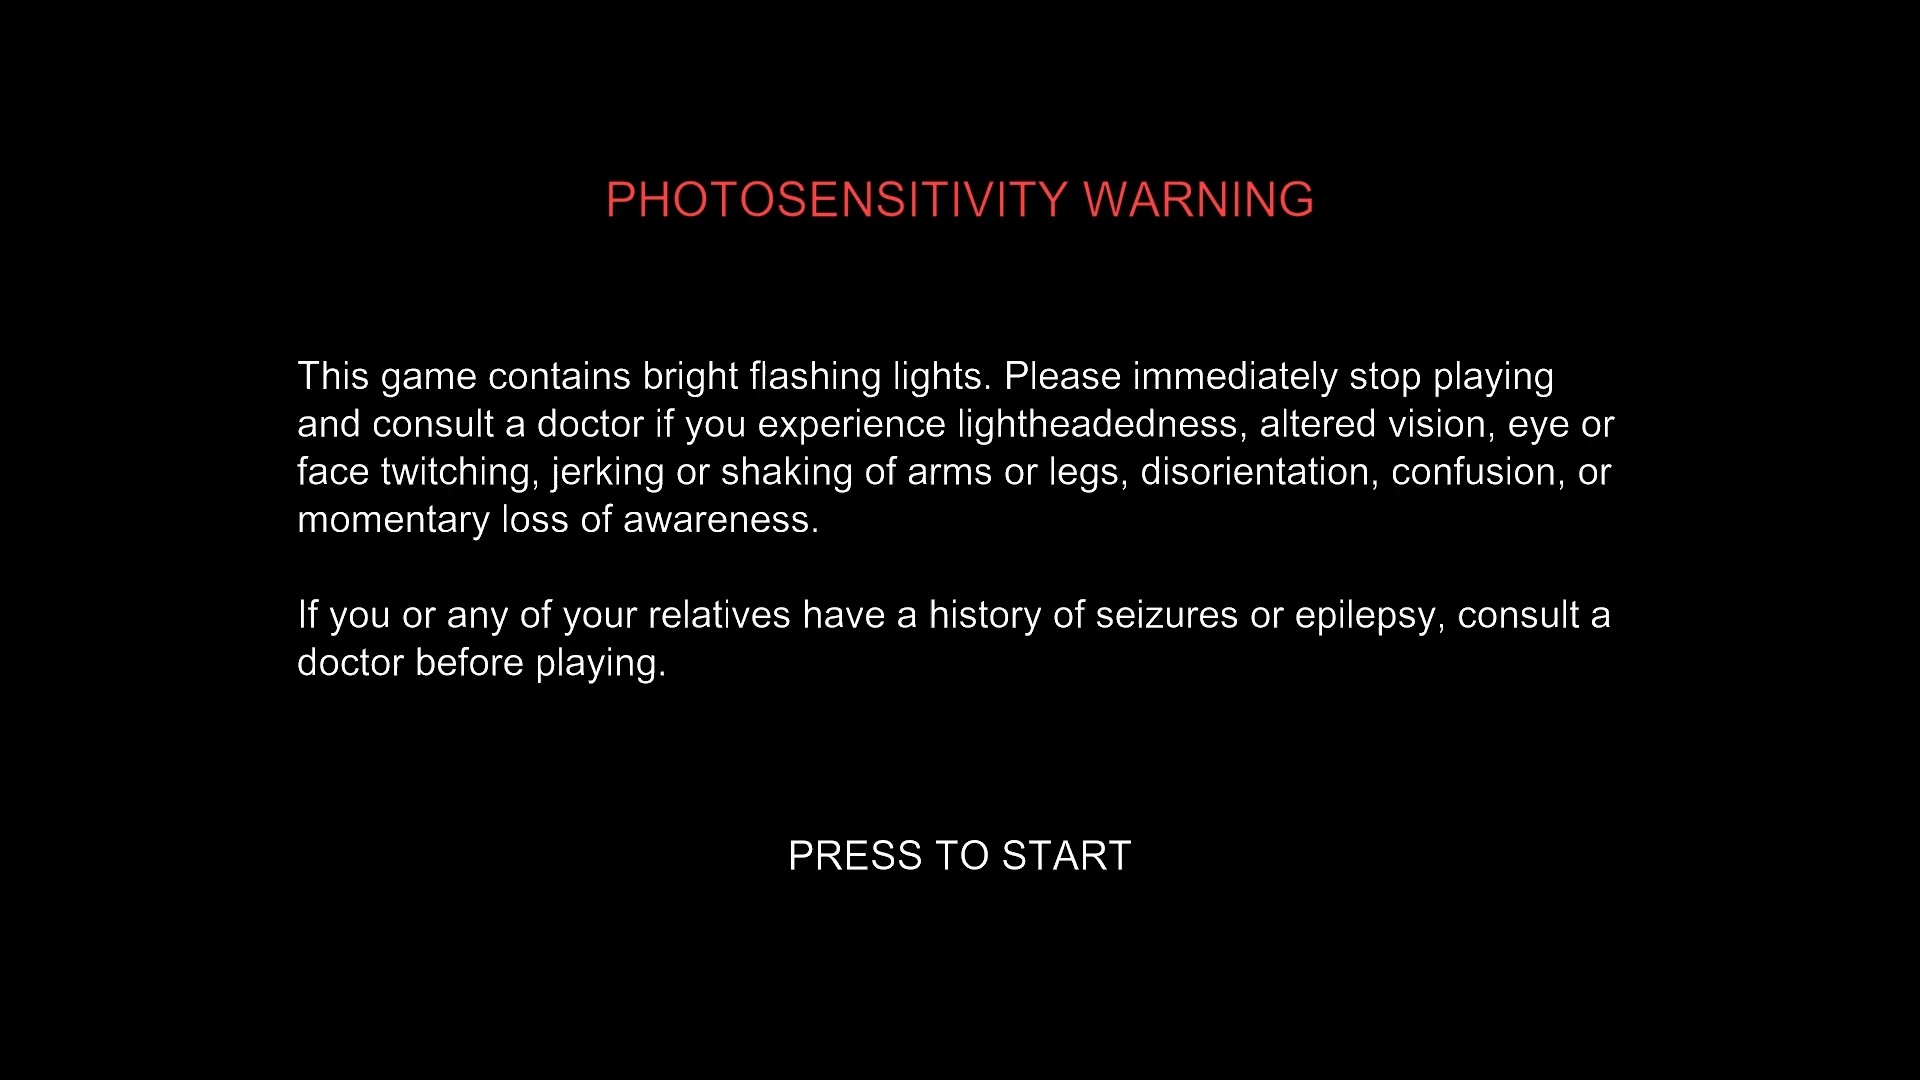 PHOTOSENSITIVITY WARNING
This game contains bright flashing lights. Please immediately stop playing
and consult a doctor if you experience lightheadedness, altered vision, eye or
face twitching, jerking or shaking of arms or legs, disorientation, confusion, or
momentary loss of awareness.
If you or any of your relatives have a history of seizures or epilepsy, consult a
doctor before playing.
PRESS TO START